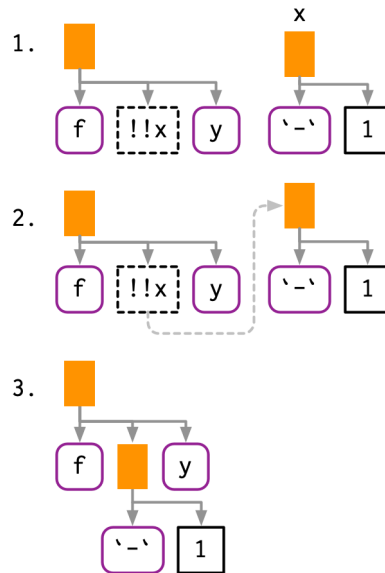 x
1.
f !!x y `-` 1
2.
f !!x y `-` 1
3.
f y
`-` 1